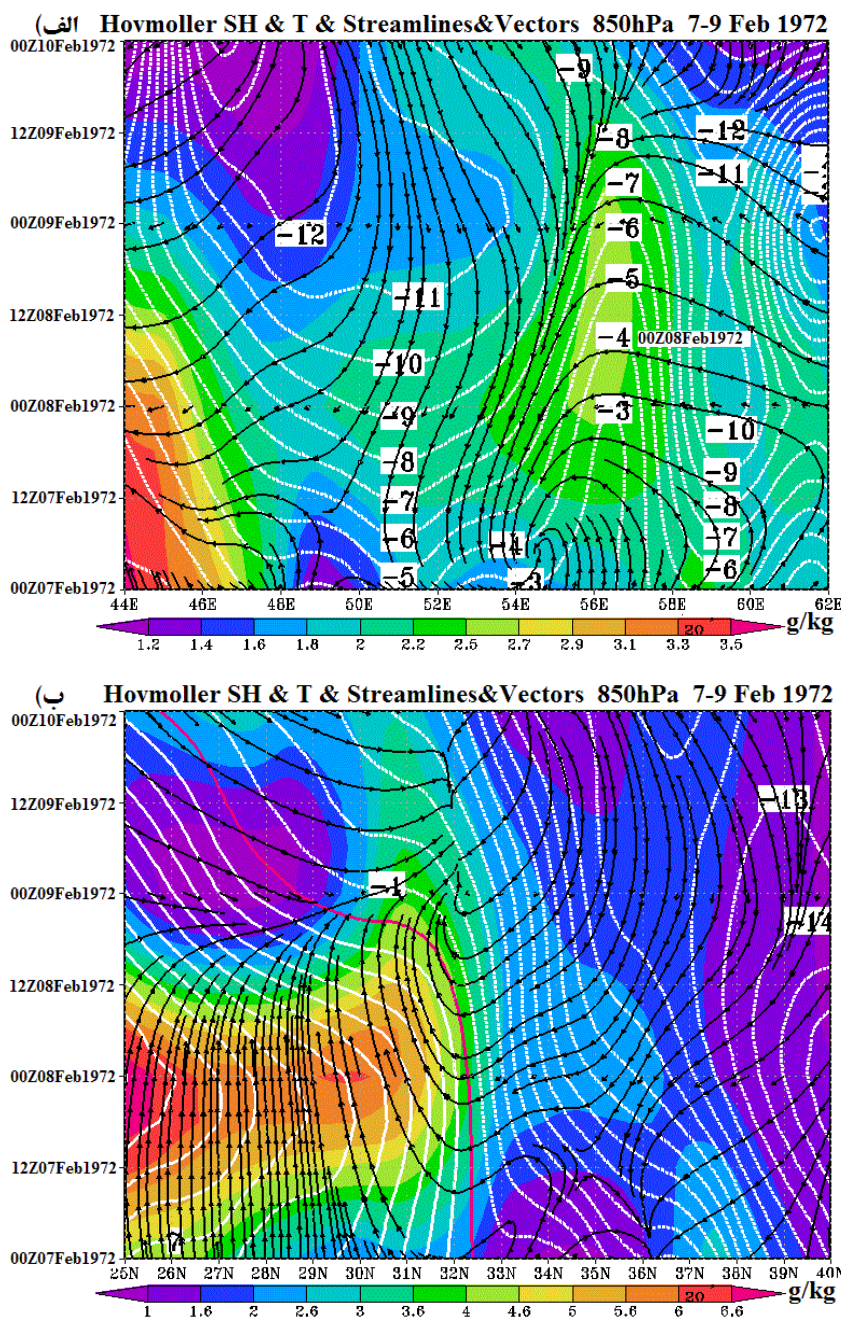 الف) Hovmoller SH & T & Streamlines&Vectors 850hPa 7-9 Feb 1972
00Z10Feb1972
-9
12Z09Feb1972
-8 -12
-7 -11
00Z09Feb1972
-12 -6
-11 -5
12Z08Feb1972
-10 -4 00Z08Feb1972
00Z08Feb1972
-9 -3 -10
-8 -9
12Z07Feb1972
-7 -8
-6 -4 -7
-5 -3 -6
00Z07Feb1972
44E 46E 48E 50E 52E 54E 56E 58E 60E 62E
20
1.2 1.4 1.6 1.8 2 2.2 2.5 2.7 2.9 3.1 3.3 3.5 g/kg
ب) Hovmoller SH & T & Streamlines&Vectors 850hPa 7-9 Feb 1972
00Z10Feb1972
12Z09Feb1972
-13
00Z09Feb1972
-1
-14
12Z08Feb1972
00Z08Feb1972
12Z07Feb1972
7
00Z07Feb1972
25N 26N 27N 28N 29N 30N 31N 32N 33N 34N 35N 36N 37N 38N 39N 40N
20
1 1.6 2 2.6 3 3.6 4 4.6 5 5.6 6 6.6 g/kg